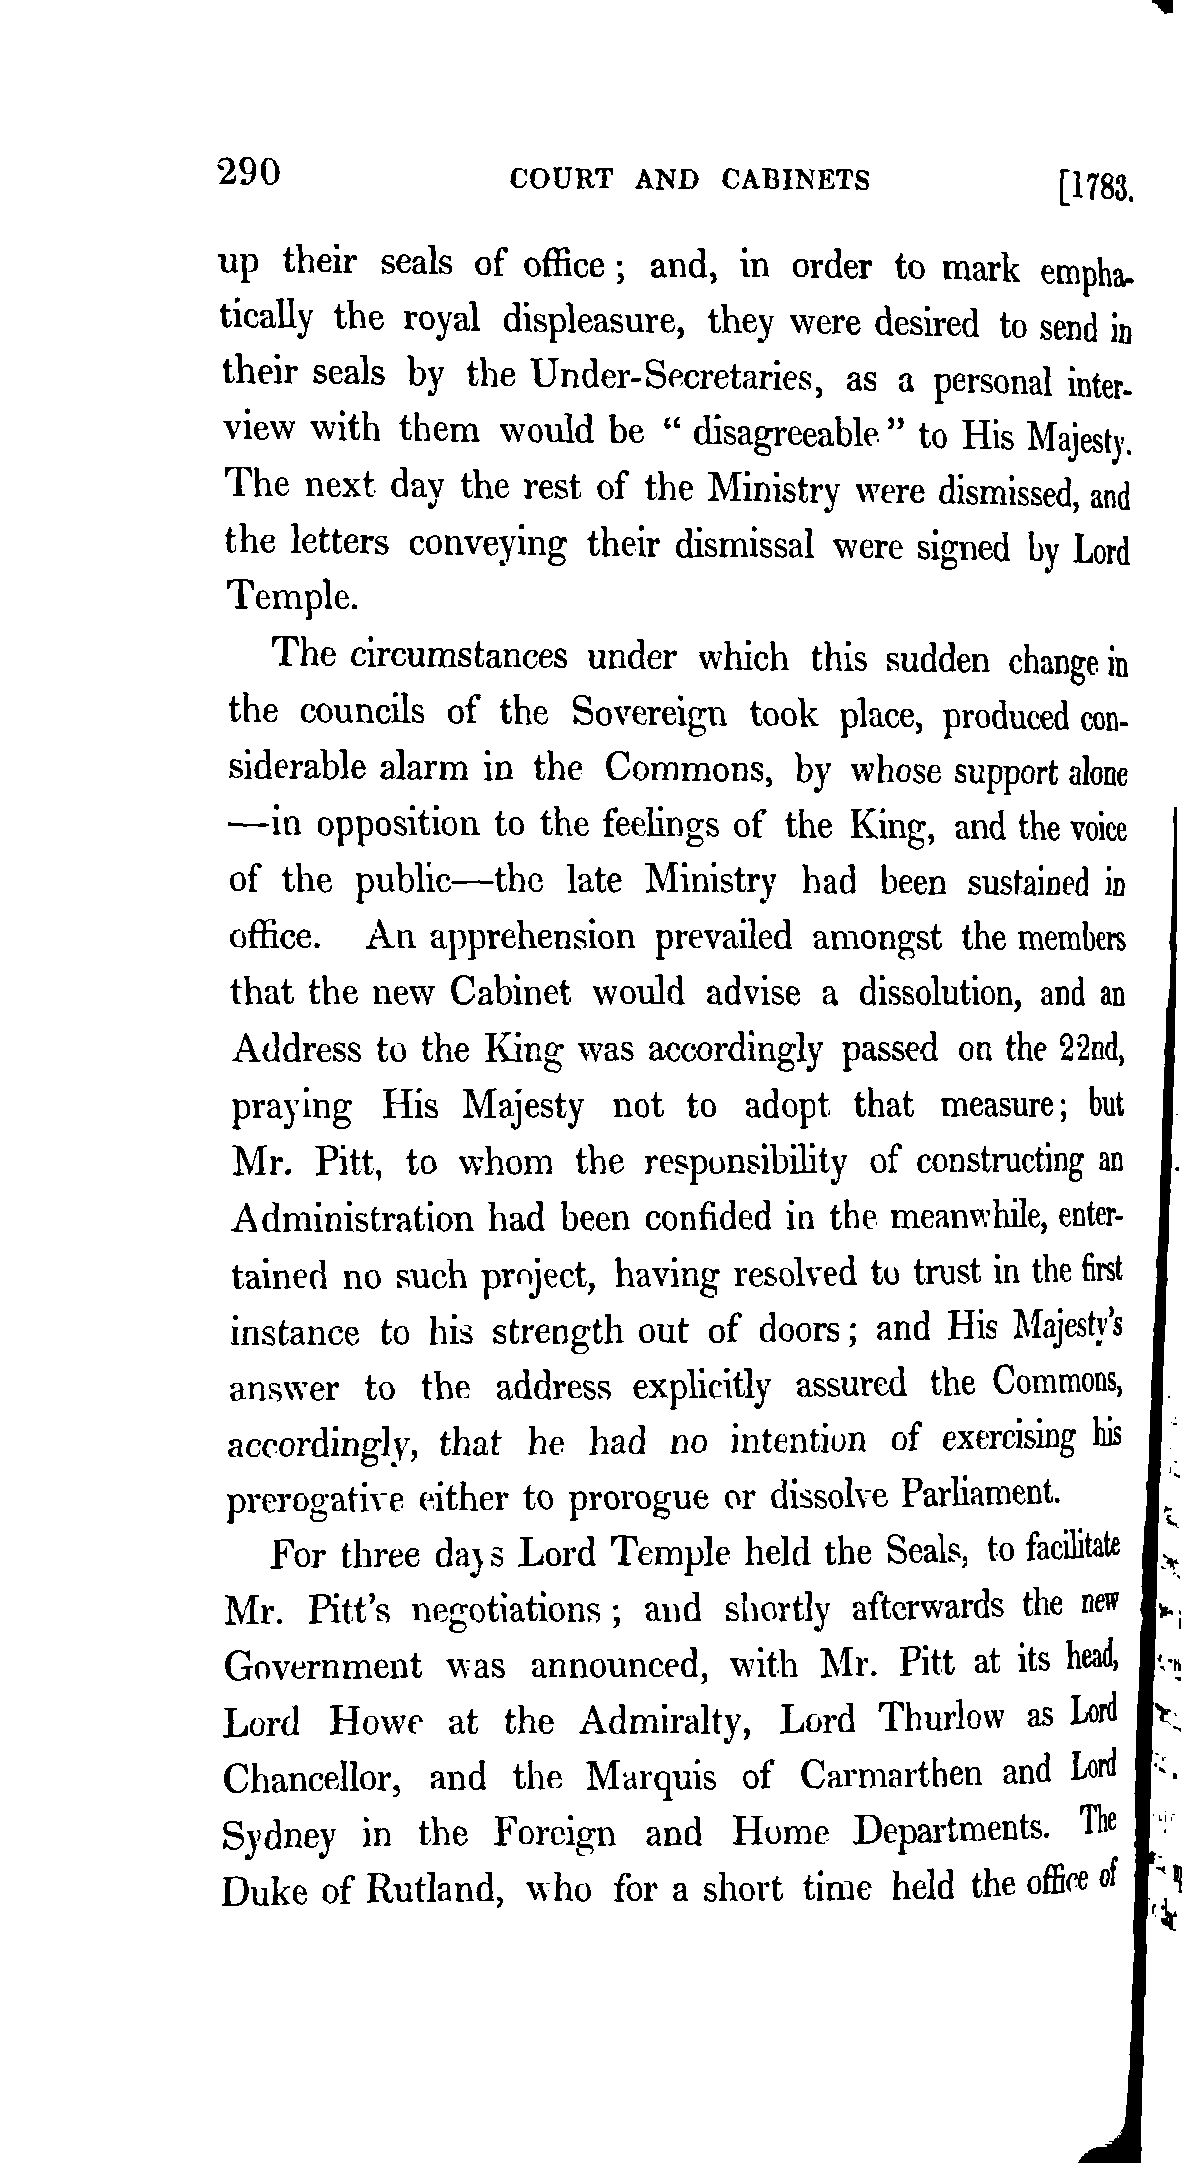 290 COURT AND CABINETS [1783.
up their seals of office; and, in order to mark empha-
tically the royal displeasure, they were desired to send in
their seals by the Under-Secretaries, as a personal inter-
view with them would be " disagreeable " to His Majesty.
The next day the rest of the Ministry were dismissed, and
the letters conveying their dismissal were signed by Lord
Temple.
The circumstances under which this sudden change in
the councils of the Sovereign took place, produced con-
siderable alarm in the Commons, by whose support alone
—in opposition to the feelings of the King, and the voice
of the public—the late Ministry had been sustained in
office. An apprehension prevailed amongst the members
that the new Cabinet would advise a dissolution, and an
Address to the King was accordingly passed on the 22nd,
praying His Majesty not to adopt that measure; but
Mr. Pitt, to whom the responsibility of constructing an
Administration had been confided in the meanwhile, enter-
tained no such project, having resolved to trust in the first
instance to his strength out of doors; and His Majesty's
answer to the address explicitly assured the Commons,
accordingly, that he had no intention of exercising his
prerogative either to prorogue or dissolve Parliament.
For three days Lord Temple held the Seals, to facilitate
Mr. Pitt's negotiations; and shortly afterwards the new
Government was announced, with Mr. Pitt at its head,
Lord Howe at the Admiralty, Lord Thurlow as Lord
Chancellor, and the Marquis of Carmarthen and Lord
Sydney in the Foreign and Home Departments. The
Duke of Rutland, who for a short time held the office of